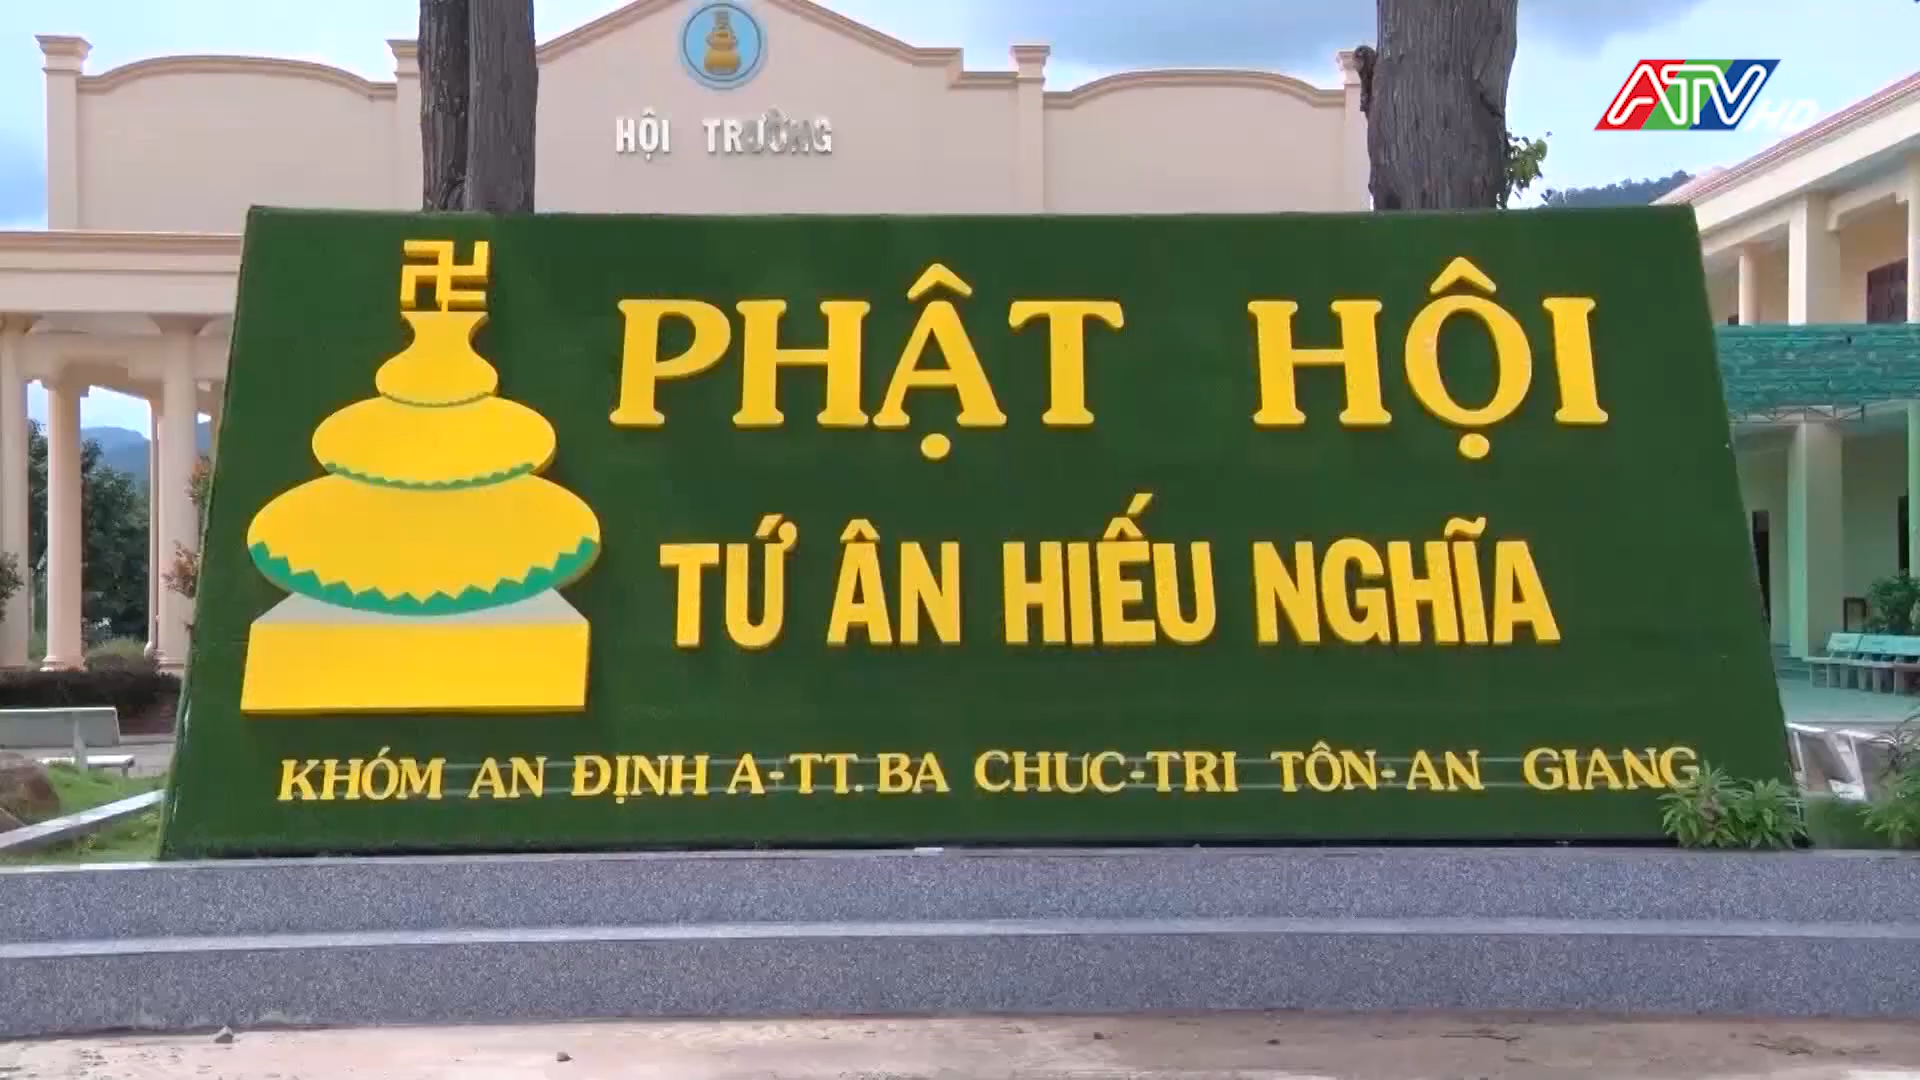 HỘI TRƯỜNG
ATV HD
PHẬT HỘI
TỨ ÂN HIẾU NGHĨA
KHÓM AN ĐỊNH A-TT. BA CHUC-TRI TÔN-AN GIANG